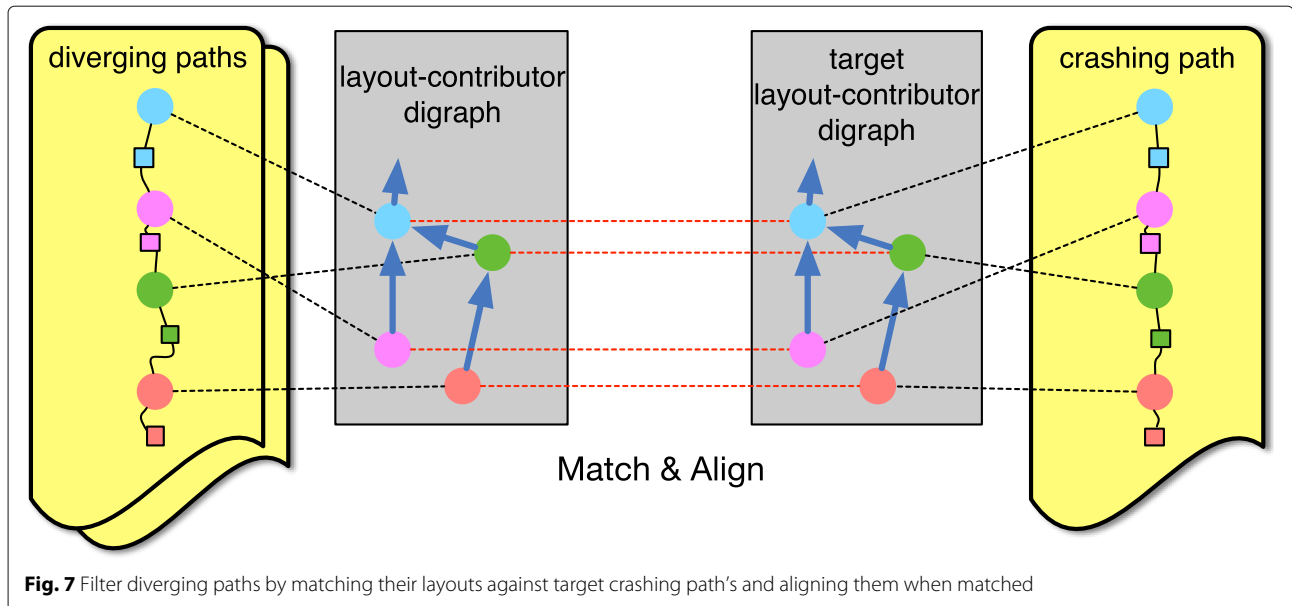 diverging paths
layout-contributor
digraph
target
layout-contributor
digraph
crashing path
Match & Align
Fig. 7 Filter diverging paths by matching their layouts against target crashing path's and aligning them when matched